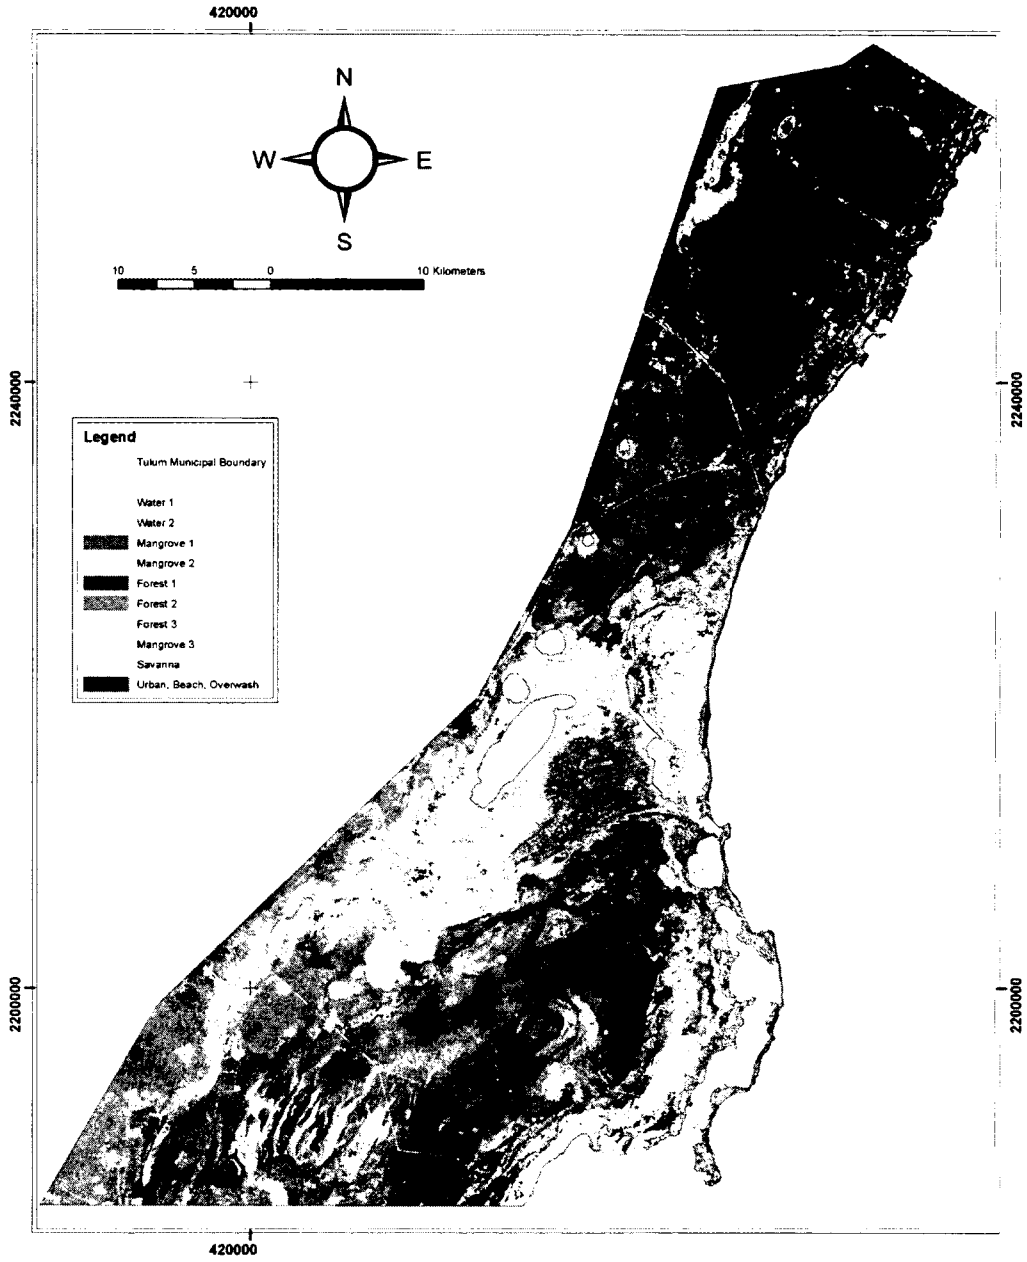 420000
N
W E
S
10 5 0 10 Kilometers
2240000 2240000
Legend
Tulum Municipal Boundary
Water 1
Water 2
Mangrove 1
Mangrove 2
Forest 1
Forest 2
Forest 3
Mangrove 3
Savanna
Urban, Beach, Overwash
2200000 2200000
420000